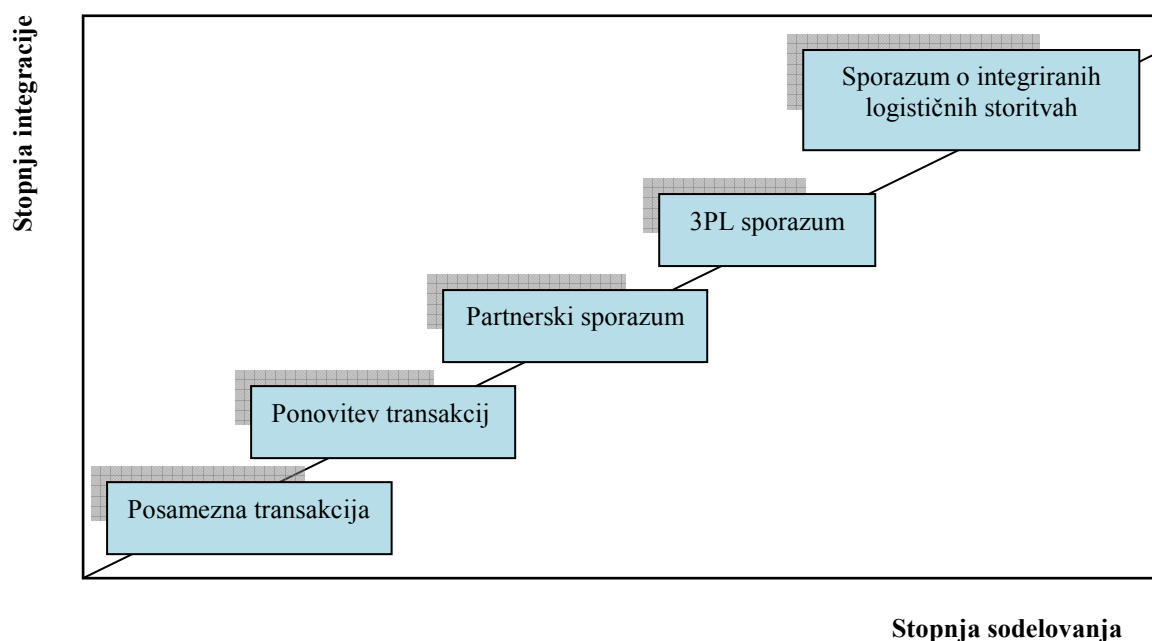 Stopnja integracije
Sporazum o integriranih
logističnih storitvah
3PL sporazum
Partnerski sporazum
Ponovitev transakcij
Posamezna transakcija
Stopnja sodelovanja